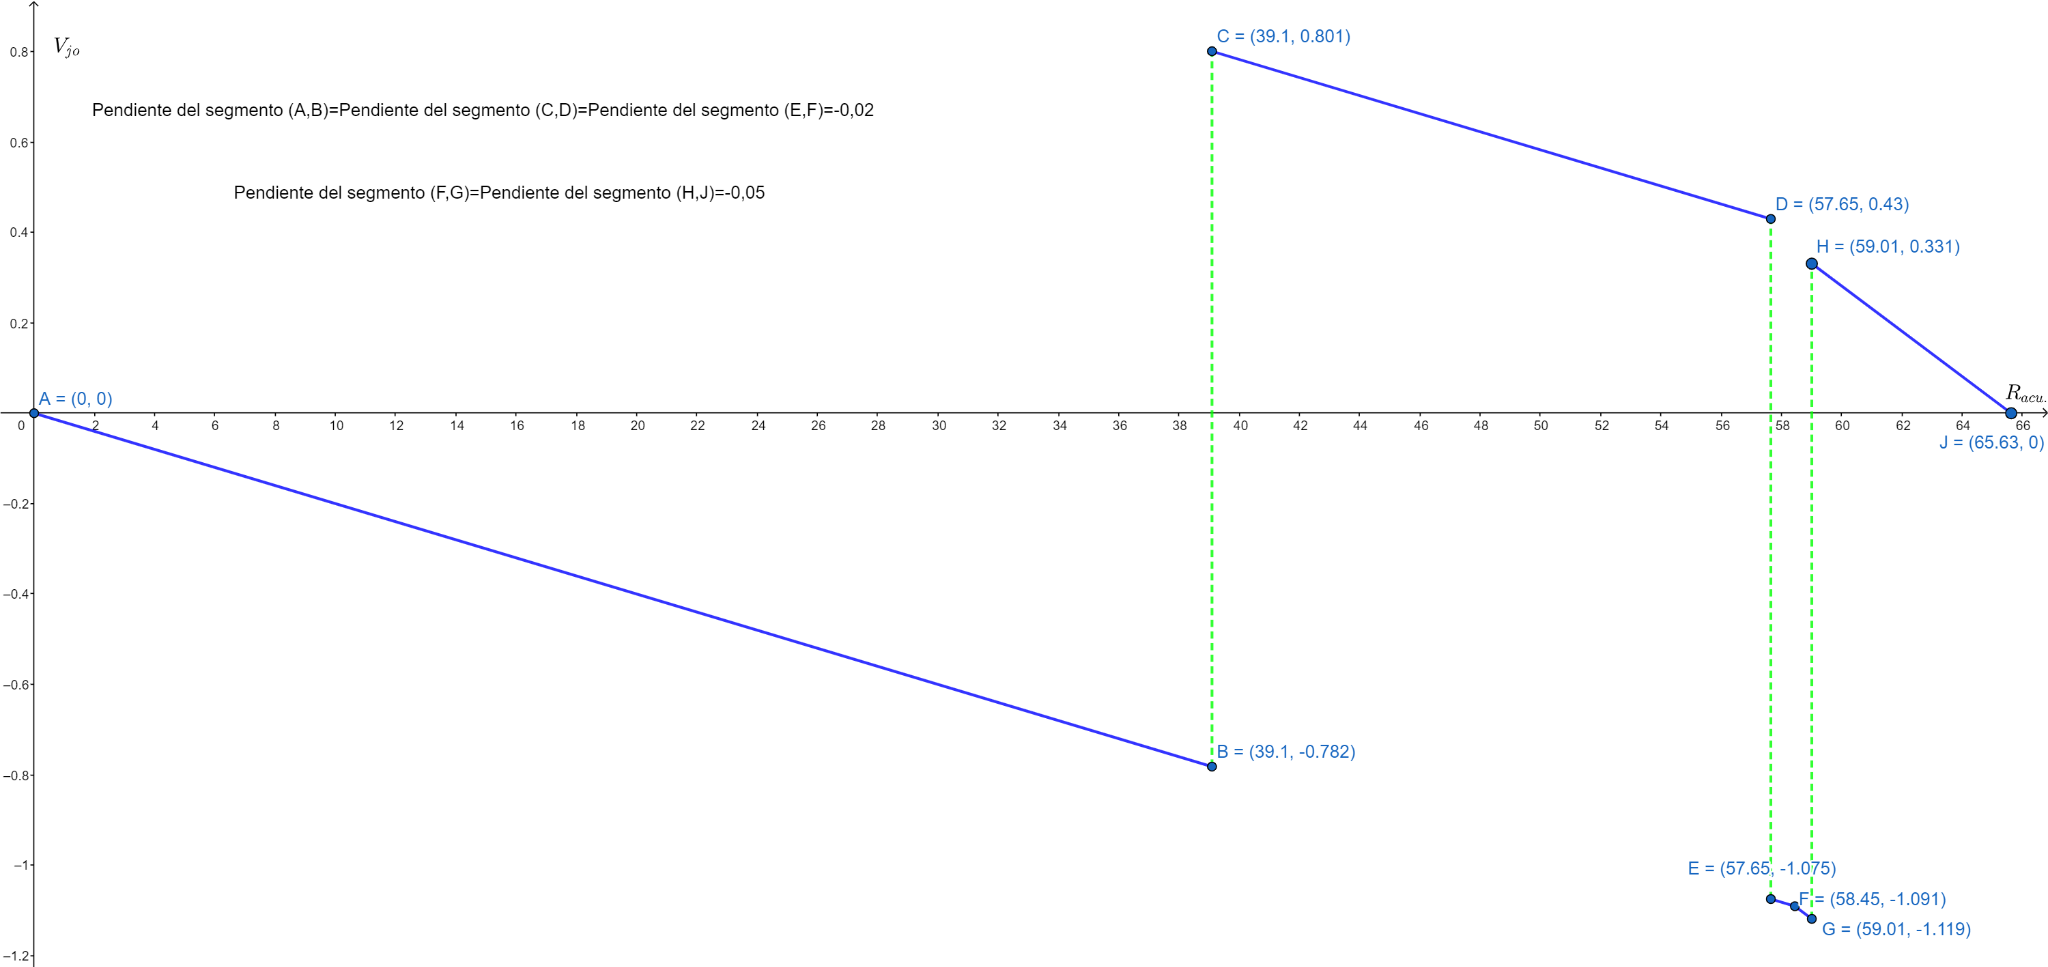 C = (39.1, 0.801)
0.8
V_{jo}
Pendiente del segmento (A,B)=Pendiente del segmento (C,D)=Pendiente del segmento (E,F)=-0,02
0.6
Pendiente del segmento (F,G)=Pendiente del segmento (H,J)=-0,05
D = (57.65, 0.43)
0.4
H = (59.01, 0.331)
0.2
A = (0, 0)
R_{acu.}
0 2 4 6 8 10 12 14 16 18 20 22 24 26 28 30 32 34 36 38 40 42 44 46 48 50 52 54 56 58 60 62 64 66
J = (65.63, 0)
–0.2
–0.4
–0.6
B = (39.1, -0.782)
–0.8
–1
E = (57.65, -1.075)
F = (58.45, -1.091)
G = (59.01, -1.119)
–1.2